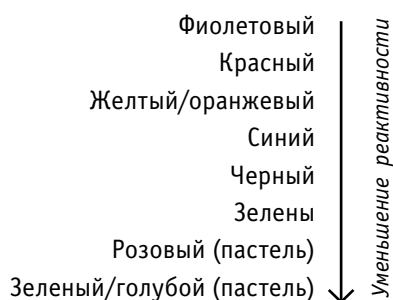 Фиолетовый
Красный
Желтый/оранжевый
Синий
Черный
Зелены
Розовый (пастель)
Зеленый/голубой (пастель)
Уменьшение реактивности